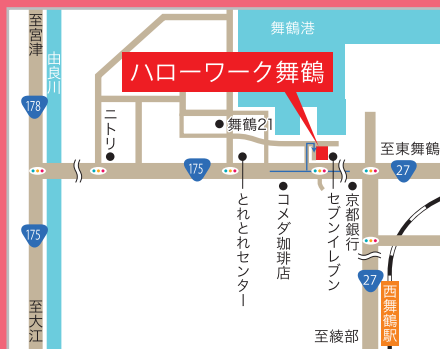 至宮津
由良川
舞鶴港
ハローワーク舞鶴
178
ニトリ
舞鶴21
至東舞鶴
175
27
とれとれセンター
コメダ珈琲店
セブンイレブン
京都銀行
175
27
西舞鶴駅
至大江
至綾部